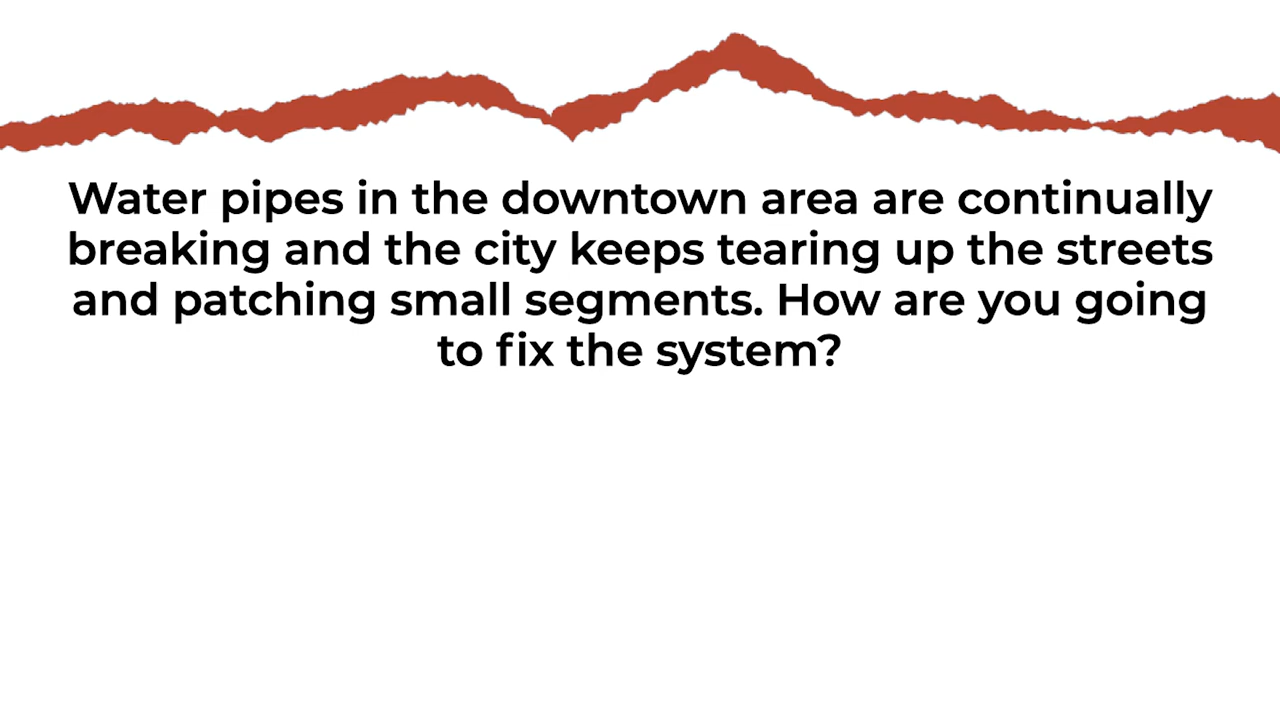 Water pipes in the downtown area are continually
breaking and the city keeps tearing up the streets
and patching small segments. How are you going
to fix the system?